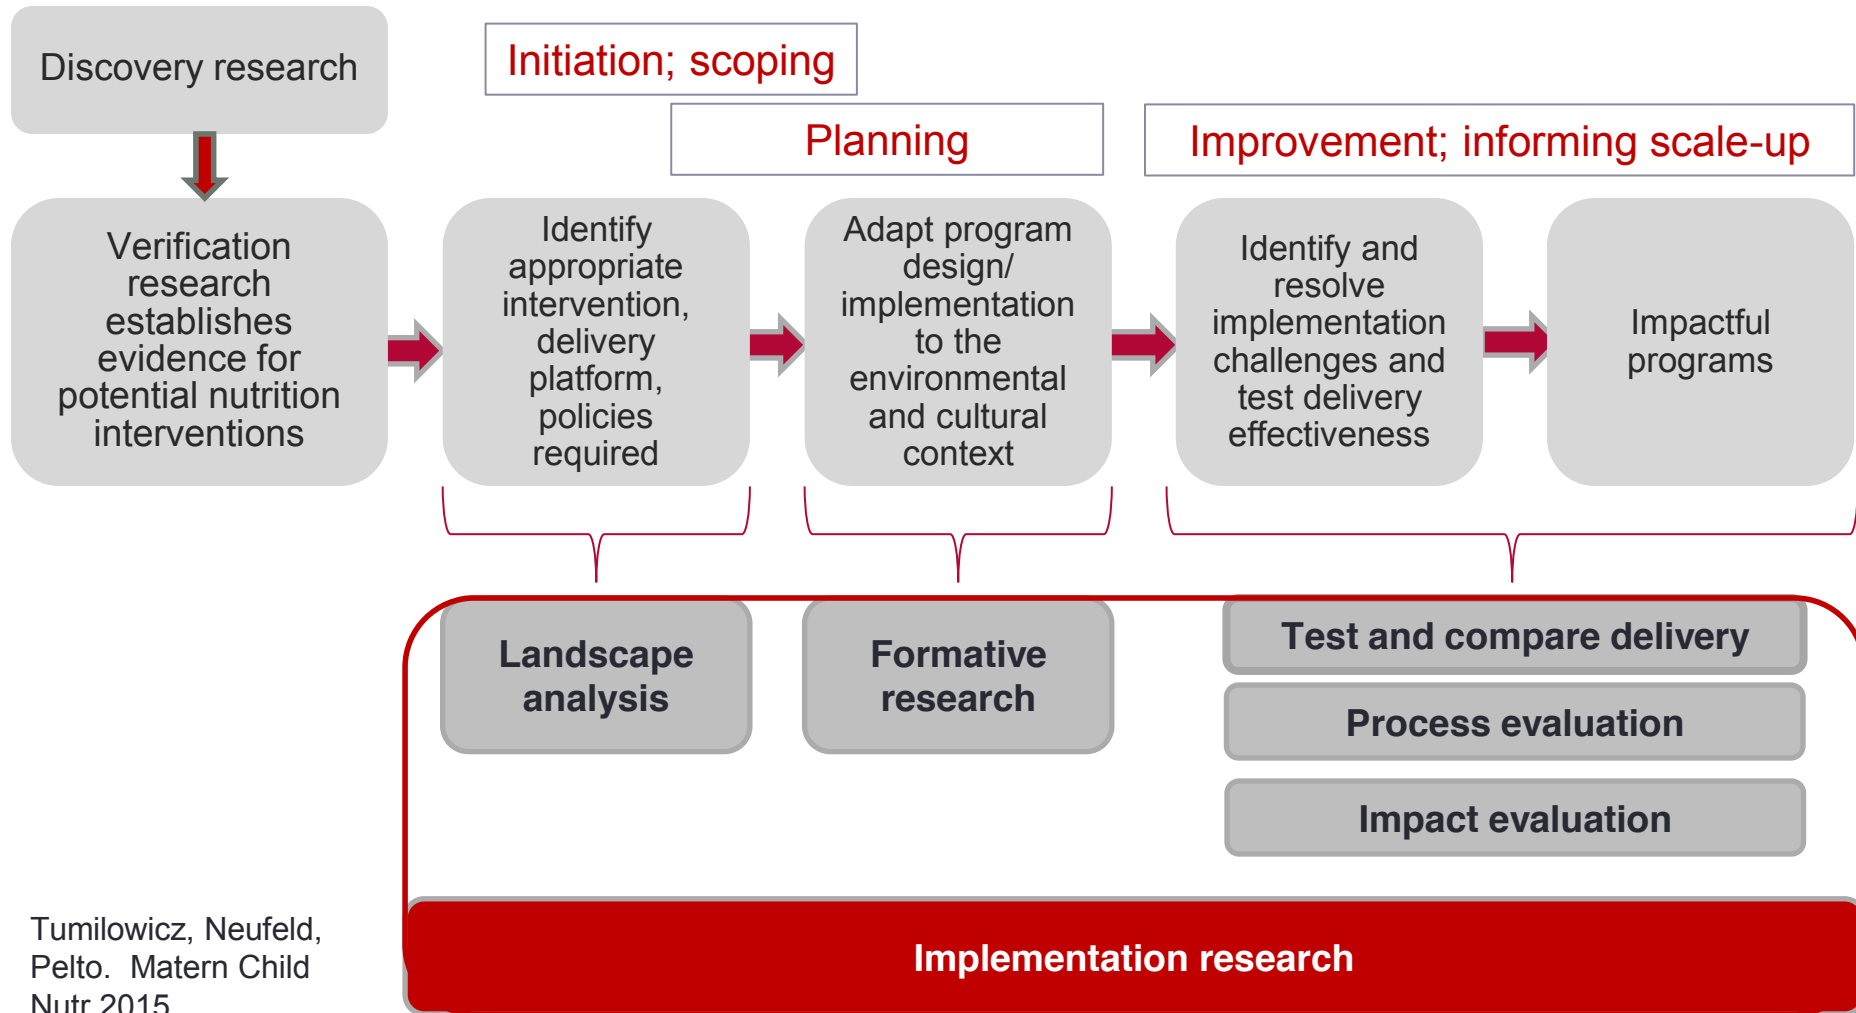 Discovery research
Initiation; scoping
Planning
Improvement; informing scale-up
Verification
research
establishes
evidence for
potential nutrition
interventions
Identify
appropriate
intervention,
delivery
platform,
policies
required
Adapt program
design/
implementation
to the
environmental
and cultural
context
Identify and
resolve
implementation
challenges and
test delivery
effectiveness
Impactful
programs
Landscape
analysis
Formative
research
Test and compare delivery
Process evaluation
Impact evaluation
Implementation research
Tumilowicz, Neufeld,
Pelto. Matern Child
Nutr 2015